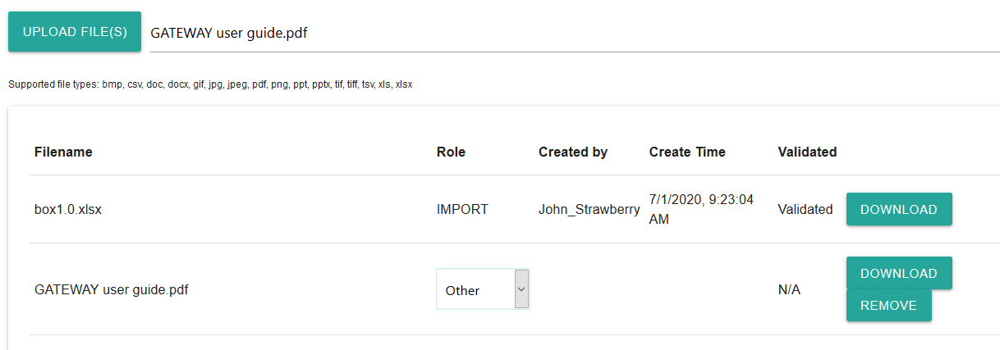 UPLOAD FILE(S) GATEWAY user guide.pdf
Supported file types: bmp, csv, doc, docx, gif, jpg, jpeg, pdf, png, ppt, pptx, tif, tiff, tsv, xls, xlsx
Filename Role Created by Create Time Validated
box1.0.xlsx IMPORT John_Strawberry 7/1/2020, 9:23:04 AM Validated DOWNLOAD
GATEWAY user guide.pdf Other N/A DOWNLOAD
REMOVE